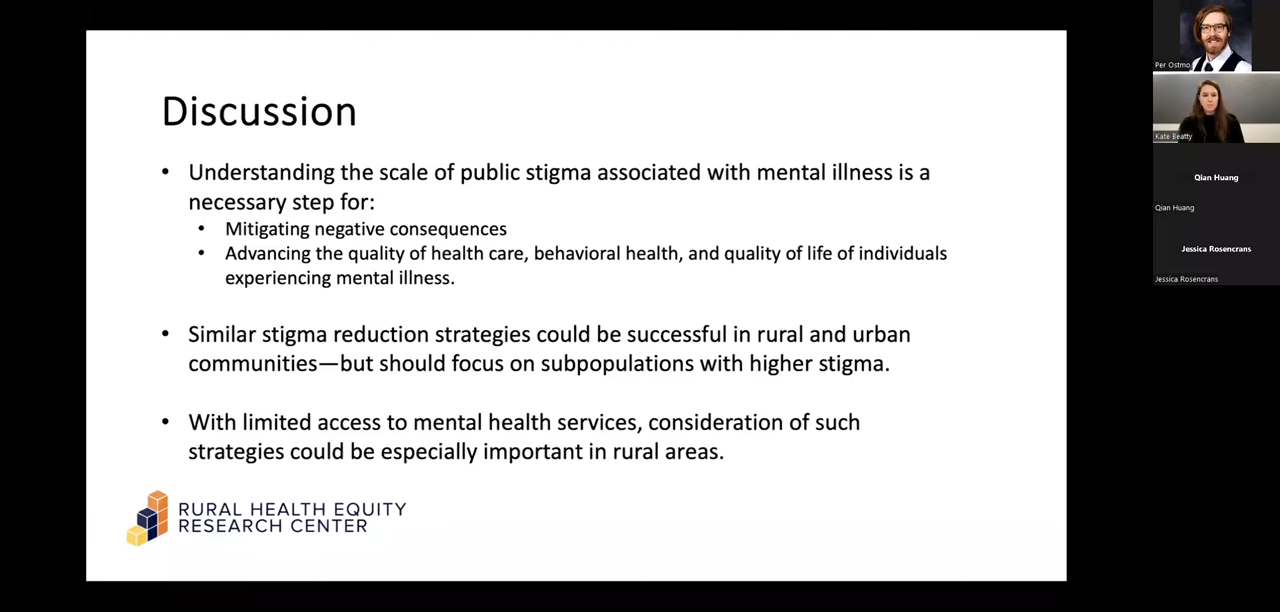 Discussion
• Understanding the scale of public stigma associated with mental illness is a
necessary step for:
• Mitigating negative consequences
• Advancing the quality of health care, behavioral health, and quality of life of individuals
experiencing mental illness.
• Similar stigma reduction strategies could be successful in rural and urban
communities—but should focus on subpopulations with higher stigma.
• With limited access to mental health services, consideration of such
strategies could be especially important in rural areas.
RURAL HEALTH EQUITY
RESEARCH CENTER
Per Ostmo
Kate Beatty
Qian Huang
Qian Huang
Jessica Rosencrans
Jessica Rosencrans